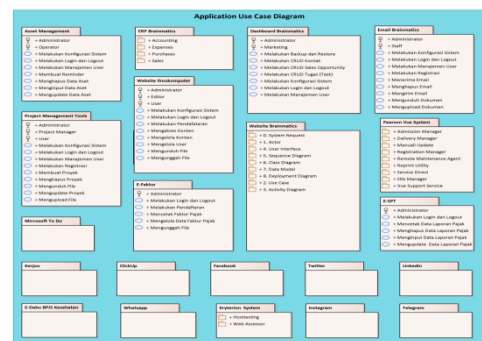 Application Use Case Diagram
Asset Management
+ Administrator
+ Operator
+ Melakukan Konfigurasi Sistem
+ Melakukan Login dan Logout
+ Melakukan Manajemen User
+ Membuat Reminder
+ Menghapus Data Aset
+ Menginput Data Aset
+ Mengupdate Data Aset
ERP Brainmatics
+ Accounting
+ Expenses
+ Purchases
+ Sales
Dashboard Brainmatics
+ Administrator
+ Marketing
+ Melakukan Backup dan Restore
+ Melakukan CRUD Kontak
+ Melakukan CRUD Sales Opportunity
+ Melakukan CRUD Tugas (Task)
+ Melakukan Konfigurasi Sistem
+ Melakukan Login dan Logout
+ Melakukan Manajemen User
Email Brainmatics
+ Administrator
+ Staff
+ Melakukan Konfigurasi Sistem
+ Melakukan Manajemen User
+ Melakukan Registrasi
+ Menerima Email
+ Menghapus Email
+ Mengirim Email
+ Mengunduh Dokumen
+ Mengupload Dokumen
Project Management Tools
+ Administrator
+ Project Manager
+ User
+ Melakukan Konfigurasi Sistem
+ Melakukan Login dan Logout
+ Melakukan Manajemen User
+ Melakukan Registrasi
+ Membuat Proyek
+ Menghapus Proyek
+ Mengunduh File
+ Mengupdate Proyek
+ Mengupload File
Website Ilmukomputer
+ Administrator
+ Editor
+ User
+ Melakukan Konfigurasi Sistem
+ Melakukan Login dan Logout
+ Melakukan Pendaftaran
+ Mengakses Konten
+ Mengelola Konten
+ Mengelola User
+ Mengunduh File
+ Mengunggah File
Website Brainmatics
+ 0. System Request
+ 1. Actor
+ 4. User Interface
+ 5. Sequence Diagram
+ 6. Class Diagram
+ 7. Data Model
+ 8. Deployment Diagram
+ 2. Use Case
+ 3. Activity Diagram
Pearson Vue System
+ Admission Manager
+ Delivery Manager
+ Manuall Update
+ Registration Manager
+ Remote Maintenance Agent
+ Reprint Utility
+ Service Direct
+ Site Manager
+ Vue Support Service
E-Faktur
+ Administrator
+ Melakukan Login dan Logout
+ Melakukan Pendaftaran
+ Mencetak Faktur Pajak
+ Mengelola Data Faktur Pajak
+ Mengunggah File
E-SPT
+ Administrator
+ Melakukan Login dan Logout
+ Mencetak Data Laporan Pajak
+ Menghapus Data Laporan Pajak
+ Menginput Data Laporan Pajak
+ Mengupdate Data Laporan Pajak
Microsoft To Do
Kerjoo
ClickUp
Facebook
Twitter
LinkedIn
E-Dabu BPJS Kesehatan
Whatsapp
Kryterion System
+ Hosttesting
+ Web Assessor
Instagram
Telegram